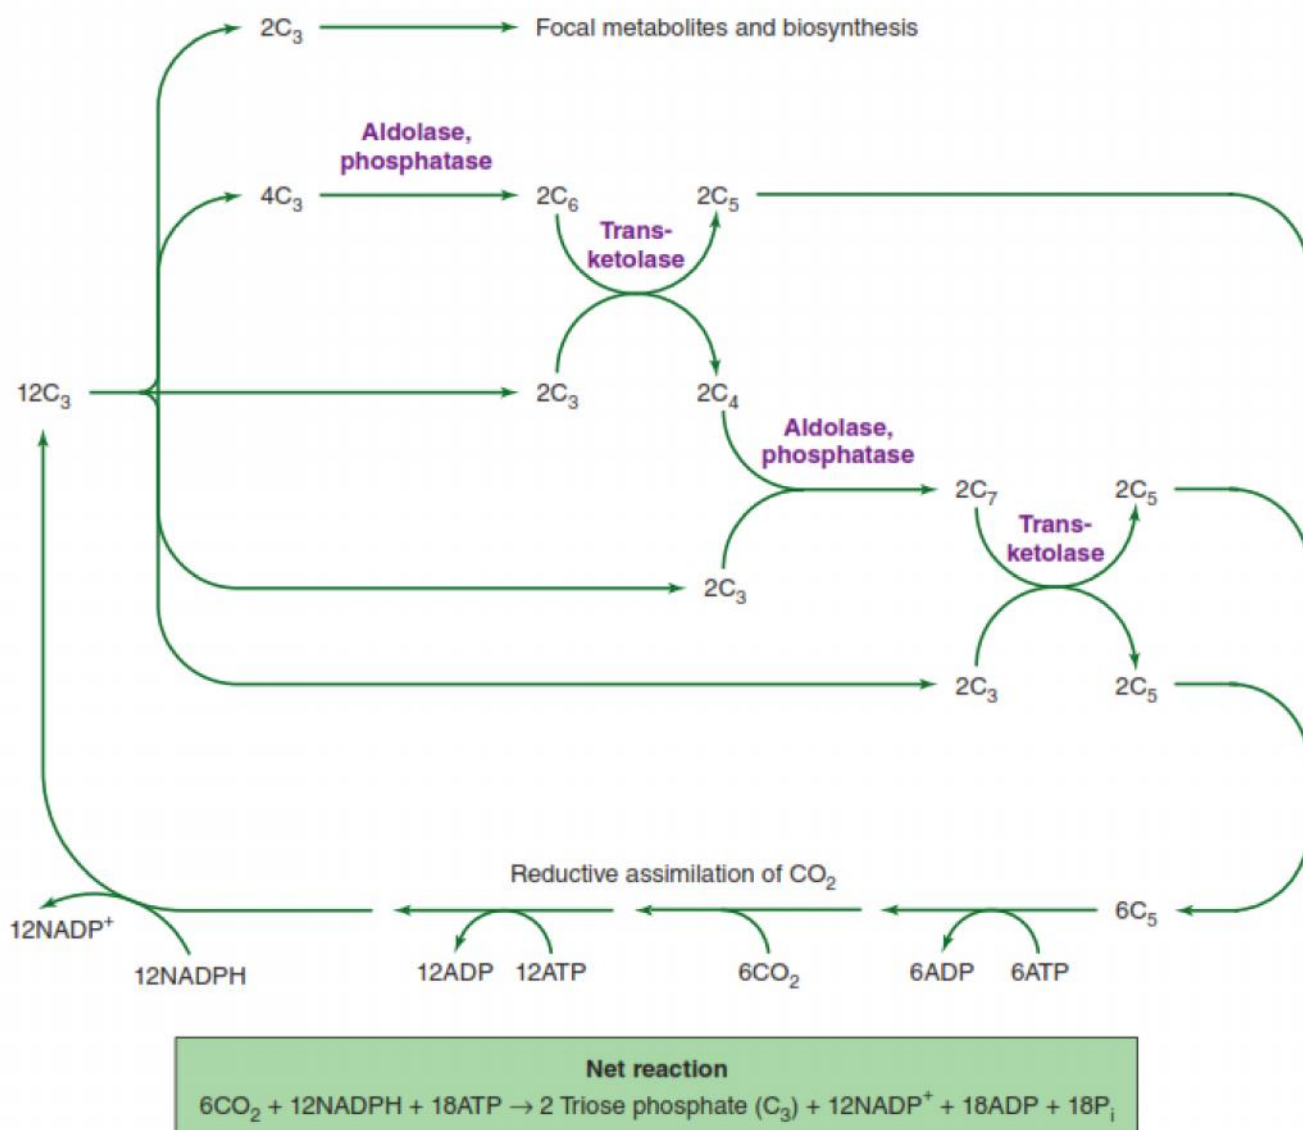 2C₃ Focal metabolites and biosynthesis
Aldolase,
phosphatase
4C₃ 2C₆ 2C₅
Trans-
ketolase
12C₃ 2C₃ 2C₄
Aldolase,
phosphatase
2C₇ 2C₅
Trans-
ketolase
2C₃
2C₃ 2C₅
Reductive assimilation of CO₂
6C₅
12NADP⁺
12NADPH 12ADP 12ATP 6CO₂ 6ADP 6ATP
Net reaction
6CO₂ + 12NADPH + 18ATP → 2 Triose phosphate (C₃) + 12NADP⁺ + 18ADP + 18Pᵢ